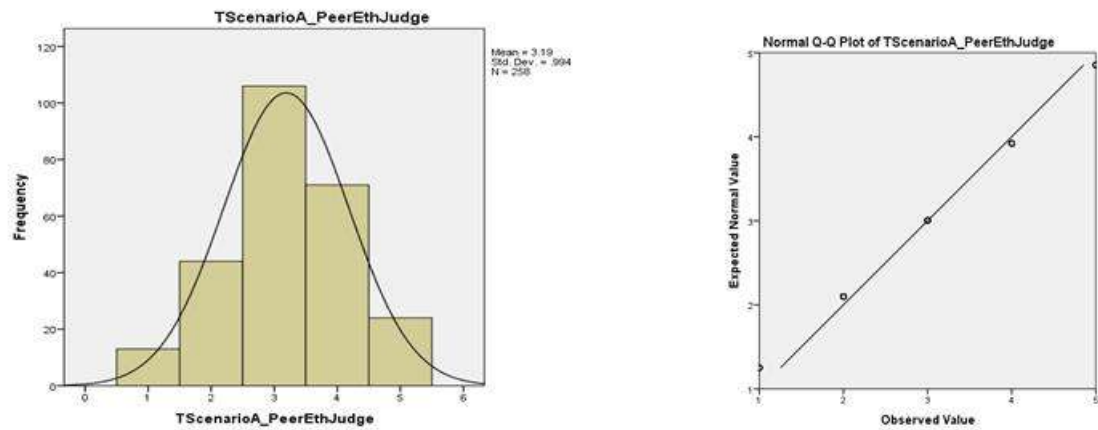 TScenarioA_PeerEthJudge
120
100
80
60
40
20
0
Frequency
0 1 2 3 4 5 6
TScenarioA_PeerEthJudge
Mean = 3.19
Std. Dev. = .994
N = 258
Normal Q-Q Plot of TScenarioA_PeerEthJudge
5
4
3
2
1
Expected Normal Value
1 2 3 4 5
Observed Value